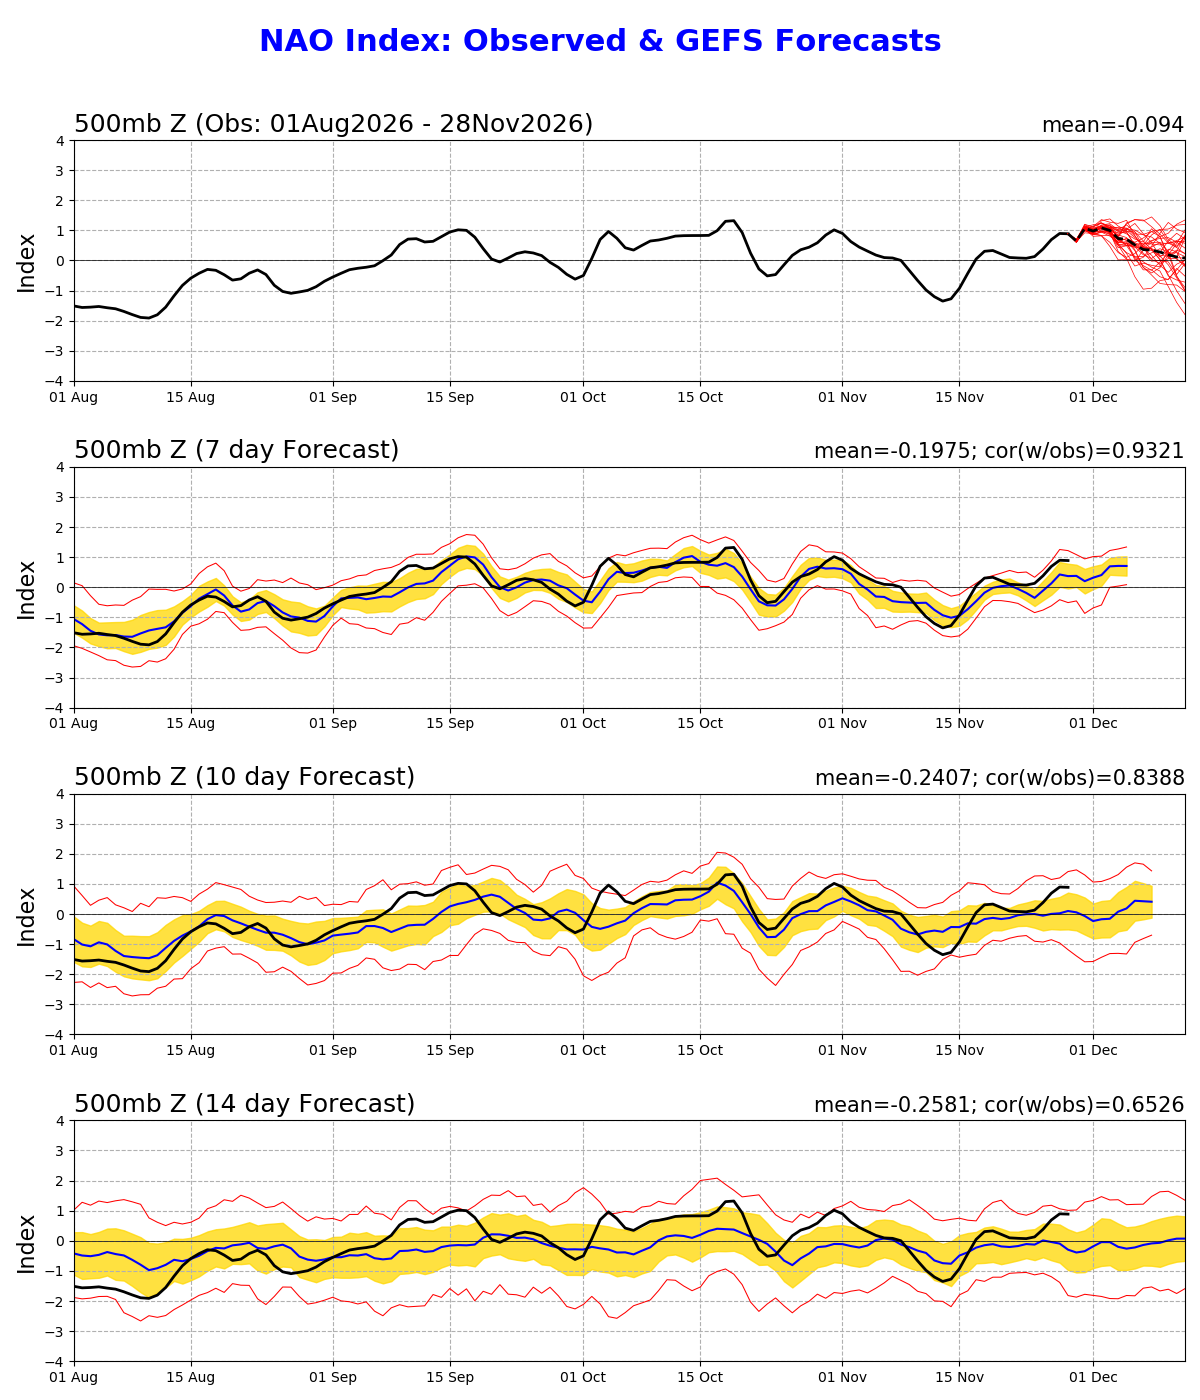 NAO Index: Observed & GEFS Forecasts
500mb Z (Obs: 01Aug2026 - 28Nov2026)
mean=-0.094
Index
4
3
2
1
0
−1
−2
−3
−4
01 Aug
15 Aug
01 Sep
15 Sep
01 Oct
15 Oct
01 Nov
15 Nov
01 Dec
500mb Z (7 day Forecast)
mean=-0.1975; cor(w/obs)=0.9321
Index
4
3
2
1
0
−1
−2
−3
−4
01 Aug
15 Aug
01 Sep
15 Sep
01 Oct
15 Oct
01 Nov
15 Nov
01 Dec
500mb Z (10 day Forecast)
mean=-0.2407; cor(w/obs)=0.8388
Index
4
3
2
1
0
−1
−2
−3
−4
01 Aug
15 Aug
01 Sep
15 Sep
01 Oct
15 Oct
01 Nov
15 Nov
01 Dec
500mb Z (14 day Forecast)
mean=-0.2581; cor(w/obs)=0.6526
Index
4
3
2
1
0
−1
−2
−3
−4
01 Aug
15 Aug
01 Sep
15 Sep
01 Oct
15 Oct
01 Nov
15 Nov
01 Dec